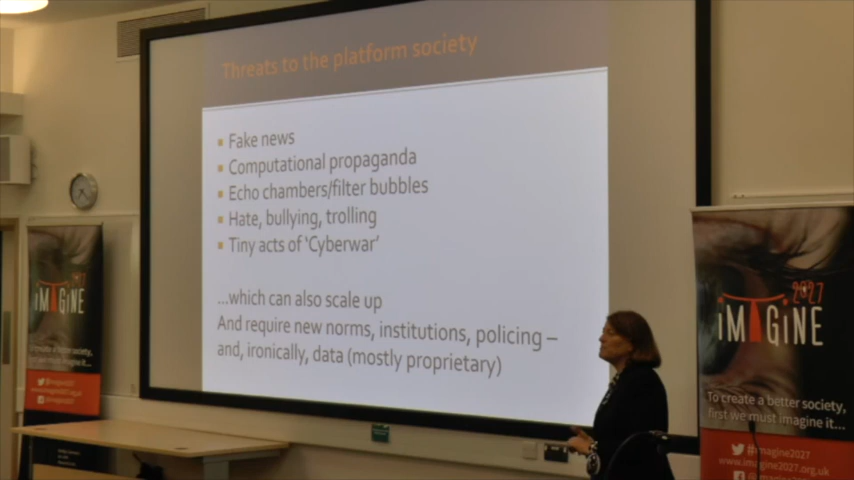 Threats to the platform society
Fake news
Computational propaganda
Echo chambers/filter bubbles
Hate, bullying, trolling
Tiny acts of 'Cyberwar'
...which can also scale up
And require new norms, institutions, policing –
and, ironically, data (mostly proprietary)
2027
iMAGiNE
To create a better society,
first we must imagine it...
#imagine2027
www.imagine2027.org.uk
iMAGiNE